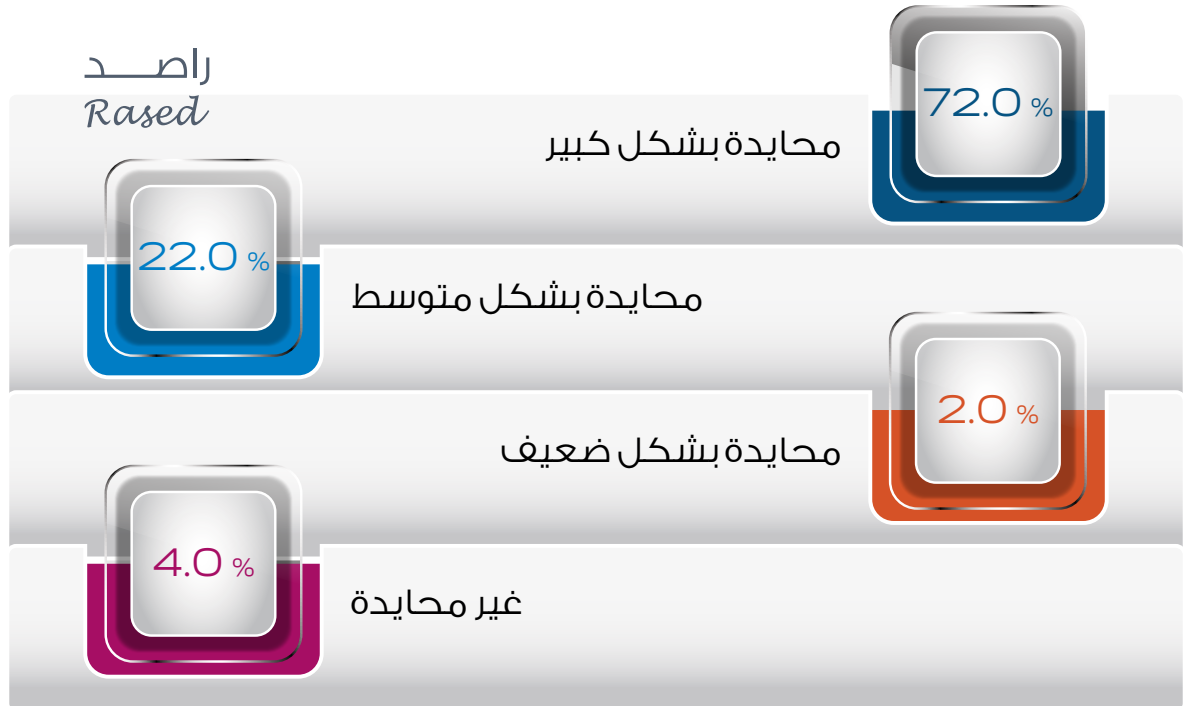 راصد
Rased
72.0 %
محايدة بشكل كبير
22.0 %
محايدة بشكل متوسط
2.0 %
محايدة بشكل ضعيف
4.0 %
غير محايدة